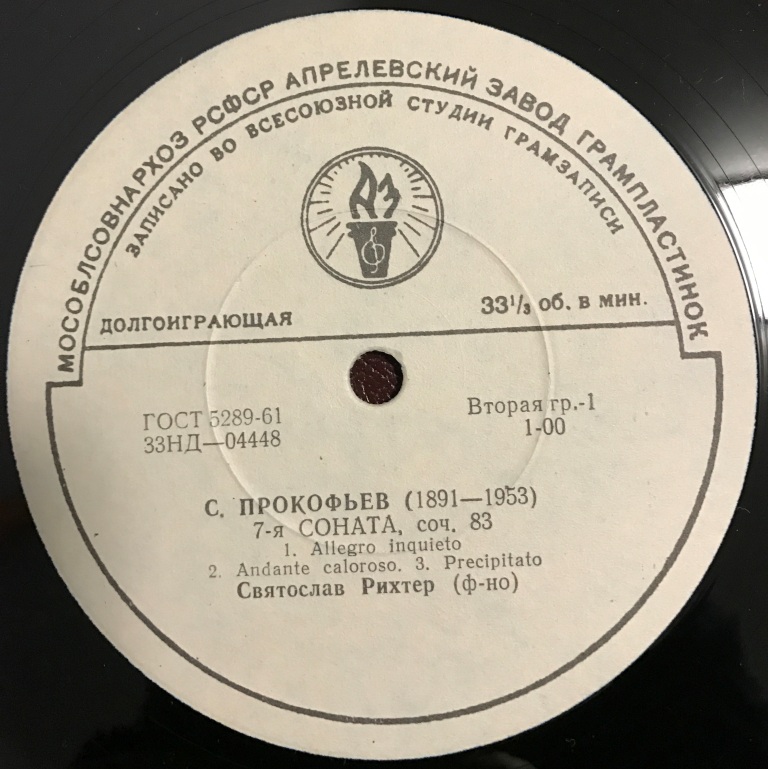 МОСОБЛСОВНАРХОЗ РСФСР АПРЕЛЕВСКИЙ ЗАВОД ГРАМПЛАСТИНОК
ЗАПИСАНО ВО ВСЕСОЮЗНОЙ СТУДИИ ГРАМЗАПИСИ
АЗ
ДОЛГОИГРАЮЩАЯ
33⅓ об. в мин.
ГОСТ 5289-61
33НД—04448
Вторая гр.-1
1-00
С. ПРОКОФЬЕВ (1891—1953)
7-я СОНАТА, соч. 83
1. Allegro inquieto
2. Andante caloroso. 3. Precipitato
Святослав Рихтер (ф-но)